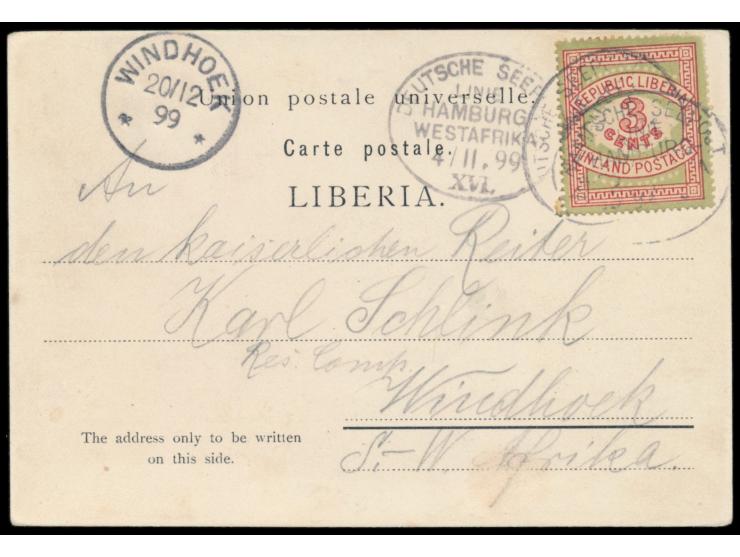 WINDHOEK
20/12
99
* *
DEUTSCHE SEEPOST
LINIE
HAMBURG
WESTAFRIKA
4/11.99
XVI.
REPUBLIC LIBERIA
3
CENTS
INLAND POSTAGE
Union postale universelle.
Carte postale.
LIBERIA.
An
den kaiserlichen Reiter
Karl Schlink
Res. Comp.
Windhoek
S.-W. Afrika.
The address only to be written
on this side.